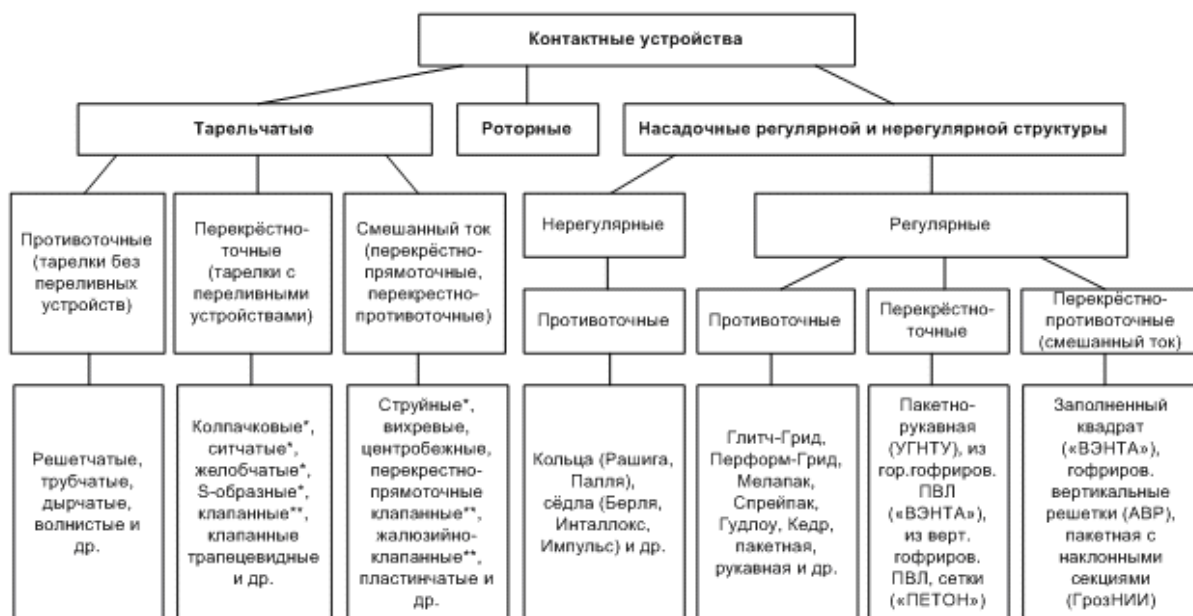 Контактные устройства
Тарельчатые
Роторные
Насадочные регулярной и нерегулярной структуры
Противоточные
(тарелки без
переливных
устройств)
Перекрёстно-
точные
(тарелки с
переливными
устройствами)
Смешанный ток
(перекрёстно-
прямоточные,
перекрестно-
противоточные)
Нерегулярные
Регулярные
Противоточные
Противоточные
Перекрёстно-
точные
Перекрёстно-
противоточные
(смешанный ток)
Решетчатые,
трубчатые,
дырчатые,
волнистые и
др.
Колпачковые*,
ситчатые*,
желобчатые*,
S-образные*,
клапанные**,
клапанные
трапецевидные
и др.
Струйные*,
вихревые,
центробежные,
перекрестно-
прямоточные
клапанные**,
жалюзийно-
клапанные**,
пластинчатые и
др.
Кольца (Рашига,
Палля),
сёдла (Берля,
Инталлокс,
Импульс) и др.
Глитч-Грид,
Перформ-Грид,
Мелапак,
Спрейпак,
Гудлоу, Кедр,
пакетная,
рукавная и др.
Пакетно-
рукавная
(УГНТУ), из
гор.гофриров.
ПВЛ
(«ВЭНТА»),
из верт.
гофриров.
ПВЛ, сетки
(«ПЕТОН»)
Заполненный
квадрат
(«ВЭНТА»),
гофриров.
вертикальные
решетки (АВР),
пакетная с
наклонными
секциями
(ГрозНИИ)